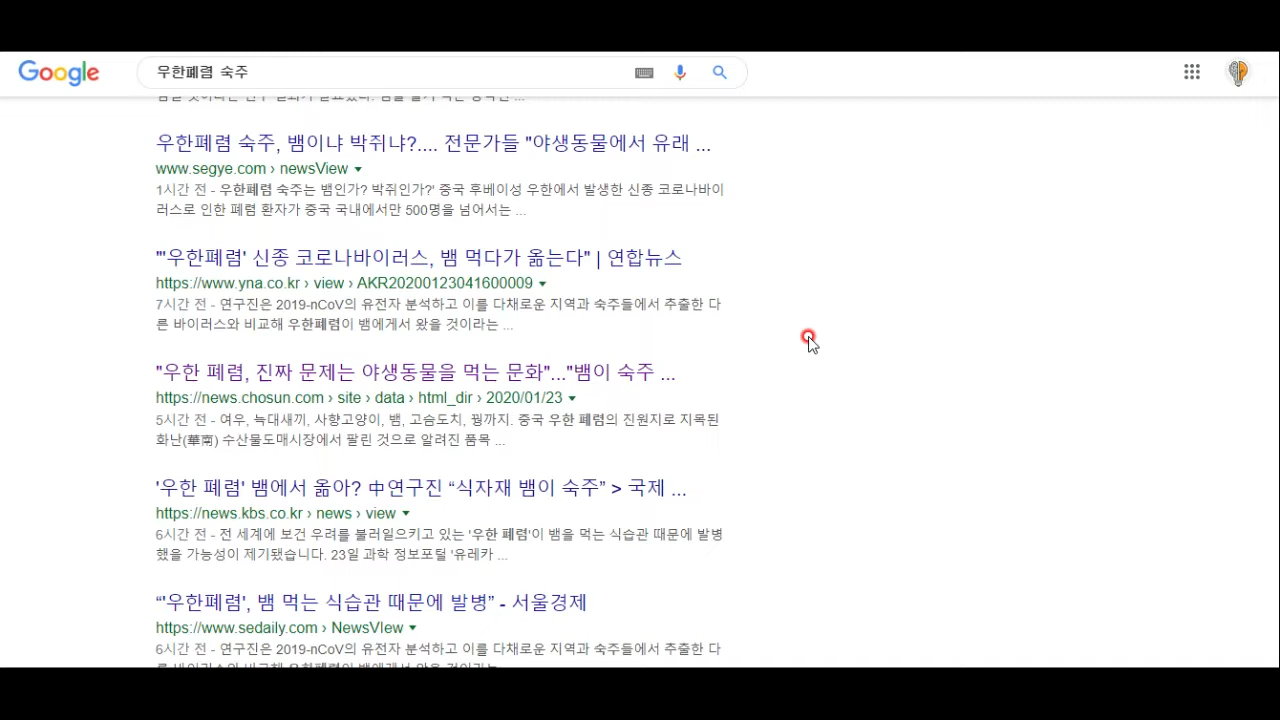 Google
우한폐렴 숙주
우한폐렴 숙주, 뱀이냐 박쥐냐?.... 전문가들 "야생동물에서 유래 ...
www.segye.com › newsView
1시간 전 - 우한폐렴 숙주는 뱀인가? 박쥐인가?' 중국 후베이성 우한에서 발생한 신종 코로나바이
러스로 인한 폐렴 환자가 중국 국내에서만 500명을 넘어서는 ...
"'우한폐렴' 신종 코로나바이러스, 뱀 먹다가 옮는다" | 연합뉴스
https://www.yna.co.kr › view › AKR20200123041600009
7시간 전 - 연구진은 2019-nCoV의 유전자 분석하고 이를 다채로운 지역과 숙주들에서 추출한 다
른 바이러스와 비교해 우한폐렴이 뱀에게서 왔을 것이라는 ...
"우한 폐렴, 진짜 문제는 야생동물을 먹는 문화"..."뱀이 숙주 ...
https://news.chosun.com › site › data › html_dir › 2020/01/23
5시간 전 - 여우, 늑대새끼, 사향고양이, 뱀, 고슴도치, 꿩까지. 중국 우한 폐렴의 진원지로 지목된
화난(華南) 수산물도매시장에서 팔린 것으로 알려진 품목 ...
'우한 폐렴' 뱀에서 옮아? 中연구진 “식자재 뱀이 숙주” > 국제 ...
https://news.kbs.co.kr › news › view
6시간 전 - 전 세계에 보건 우려를 불러일으키고 있는 '우한 폐렴'이 뱀을 먹는 식습관 때문에 발병
했을 가능성이 제기됐습니다. 23일 과학 정보포털 '유레카 ...
“'우한폐렴', 뱀 먹는 식습관 때문에 발병” - 서울경제
https://www.sedaily.com › NewsVIew
6시간 전 - 연구진은 2019-nCoV의 유전자 분석하고 이를 다채로운 지역과 숙주들에서 추출한 다